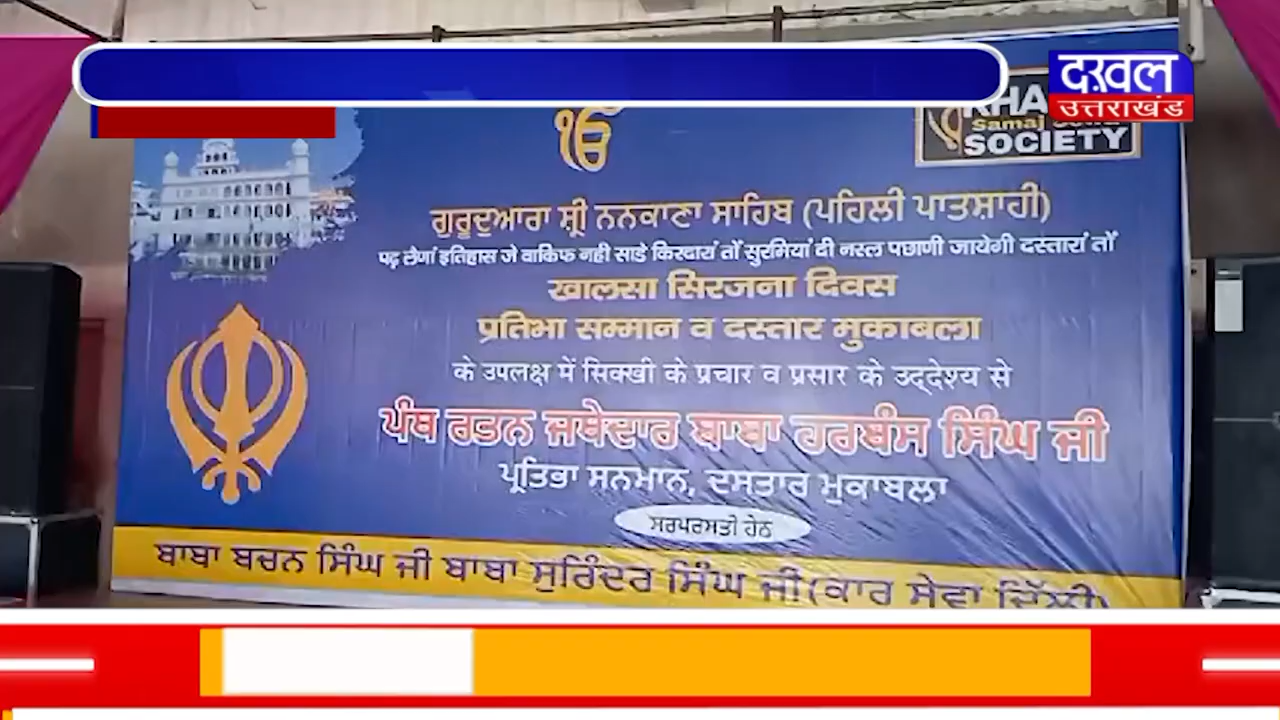 ੴ
दख़ल
उत्तराखंड
SOCIETY
ਗੁਰੂਦੁਆਰਾ ਸ਼੍ਰੀ ਨਨਕਾਣਾ ਸਾਹਿਬ (ਪਹਿਲੀ ਪਾਤਸ਼ਾਹੀ)
पढ़ लेणां इतिहास जे वाकिफ नही साडे किरदारां तों सुरमियां दी नस्ल पछाणी जायेगी दस्तारां तों
खालसा सिरजना दिवस
प्रतिभा सम्मान व दस्तार मुकाबला
के उपलक्ष में सिक्खी के प्रचार व प्रसार के उद्देश्य से
ਪੰਥ ਰਤਨ ਜਥੇਦਾਰ ਬਾਬਾ ਹਰਬੰਸ ਸਿੰਘ ਜੀ
ਪ੍ਰਤਿਭਾ ਸਨਮਾਨ, ਦਸਤਾਰ ਮੁਕਾਬਲਾ
ਸਰਪਰਸਤੀ ਹੇਠ
ਬਾਬਾ ਬਚਨ ਸਿੰਘ ਜੀ ਬਾਬਾ ਸੁਰਿੰਦਰ ਸਿੰਘ ਜੀ(ਕਾਰ ਸੇਵਾ ਦਿੱਲੀ)